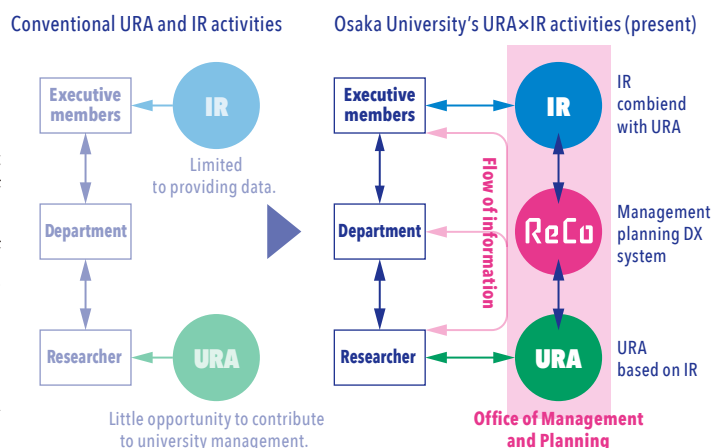 Conventional URA and IR activities
Executive
members
IR
Limited
to providing data.
Department
Researcher
URA
Little opportunity to contribute
to university management.
Osaka University's URA×IR activities (present)
Executive
members
IR
IR
combiend
with URA
Flow of information
Department
ReCo
Management
planning DX
system
Researcher
URA
URA
based on IR
Office of Management
and Planning